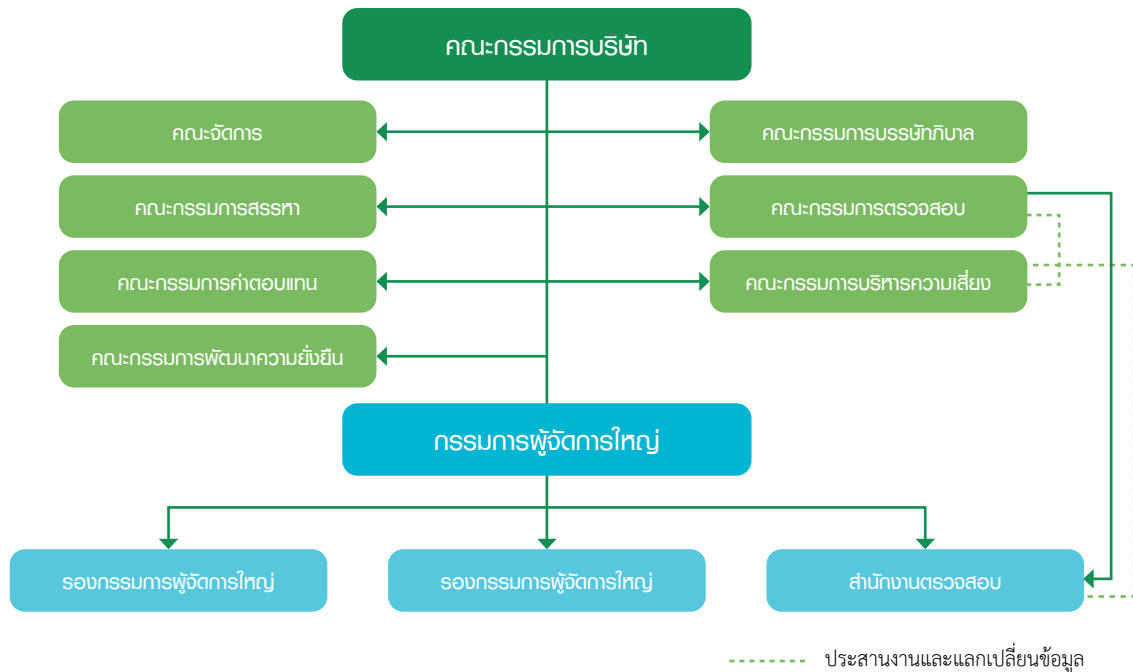 คณะกรรมการบริษัท
คณะจัดการ
คณะกรรมการบรรษัทภิบาล
คณะกรรมการสรรหา
คณะกรรมการตรวจสอบ
คณะกรรมการค่าตอบแทน
คณะกรรมการบริหารความเสี่ยง
คณะกรรมการพัฒนาความยั่งยืน
กรรมการผู้จัดการใหญ่
รองกรรมการผู้จัดการใหญ่
รองกรรมการผู้จัดการใหญ่
สำนักงานตรวจสอบ
ประสานงานและแลกเปลี่ยนข้อมูล